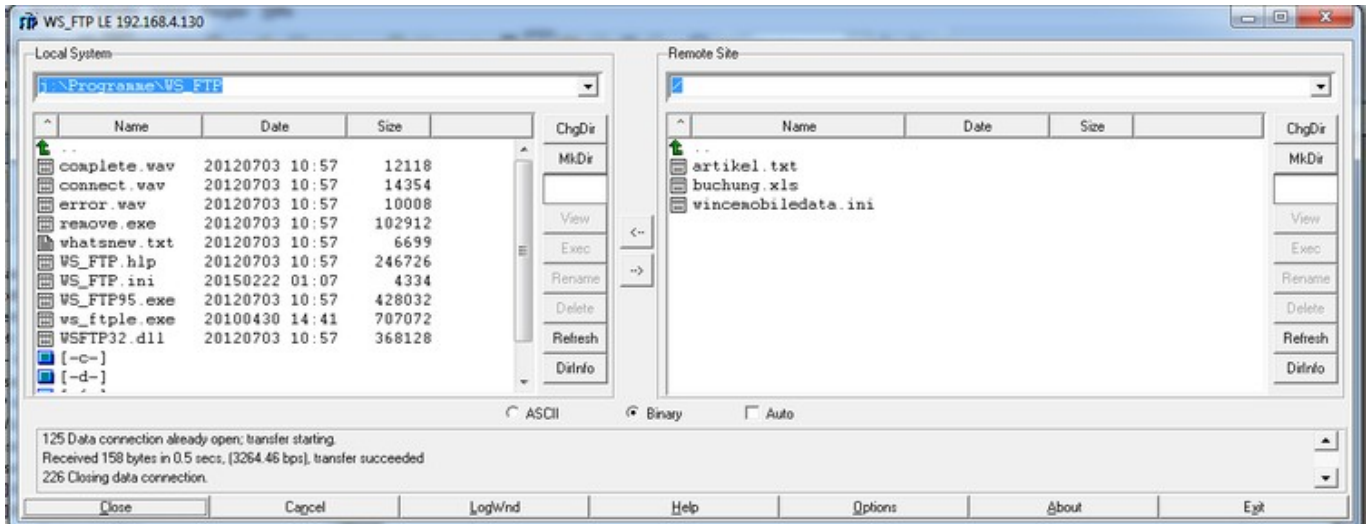 WS_FTP LE 192.168.4.130
Local System
j:\Programme\WS_FTP
^ Name Date Size
..
complete.wav 20120703 10:57 12118
connect.wav 20120703 10:57 14354
error.wav 20120703 10:57 10008
remove.exe 20120703 10:57 102912
whatsnew.txt 20120703 10:57 6699
WS_FTP.hlp 20120703 10:57 246726
WS_FTP.ini 20150222 01:07 4334
WS_FTP95.exe 20120703 10:57 428032
ws_ftple.exe 20100430 14:41 707072
WSFTP32.dll 20120703 10:57 368128
[-c-]
[-d-]
ChgDir
MkDir
View
Exec
Rename
Delete
Refresh
DirInfo
<--
-->
Remote Site
/
^ Name Date Size
..
artikel.txt
buchung.xls
wincemobiledata.ini
ChgDir
MkDir
View
Exec
Rename
Delete
Refresh
DirInfo
ASCII Binary Auto
125 Data connection already open; transfer starting.
Received 158 bytes in 0.5 secs, (3264.46 bps), transfer succeeded
226 Closing data connection.
Close Cancel LogWnd Help Options About Exit